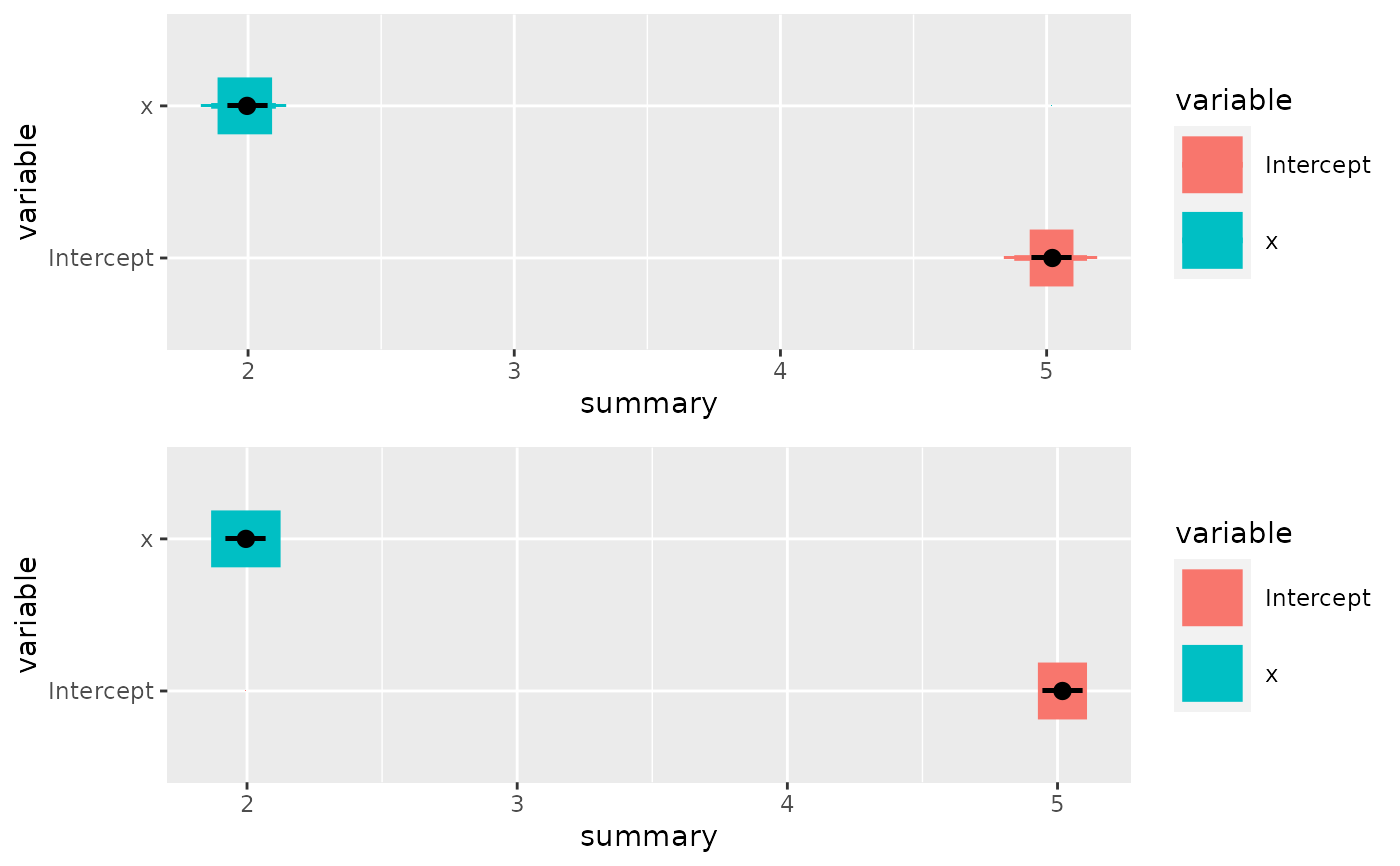 variable
x
Intercept
2 3 4 5
summary
variable
Intercept
x
variable
x
Intercept
2 3 4 5
summary
variable
Intercept
x